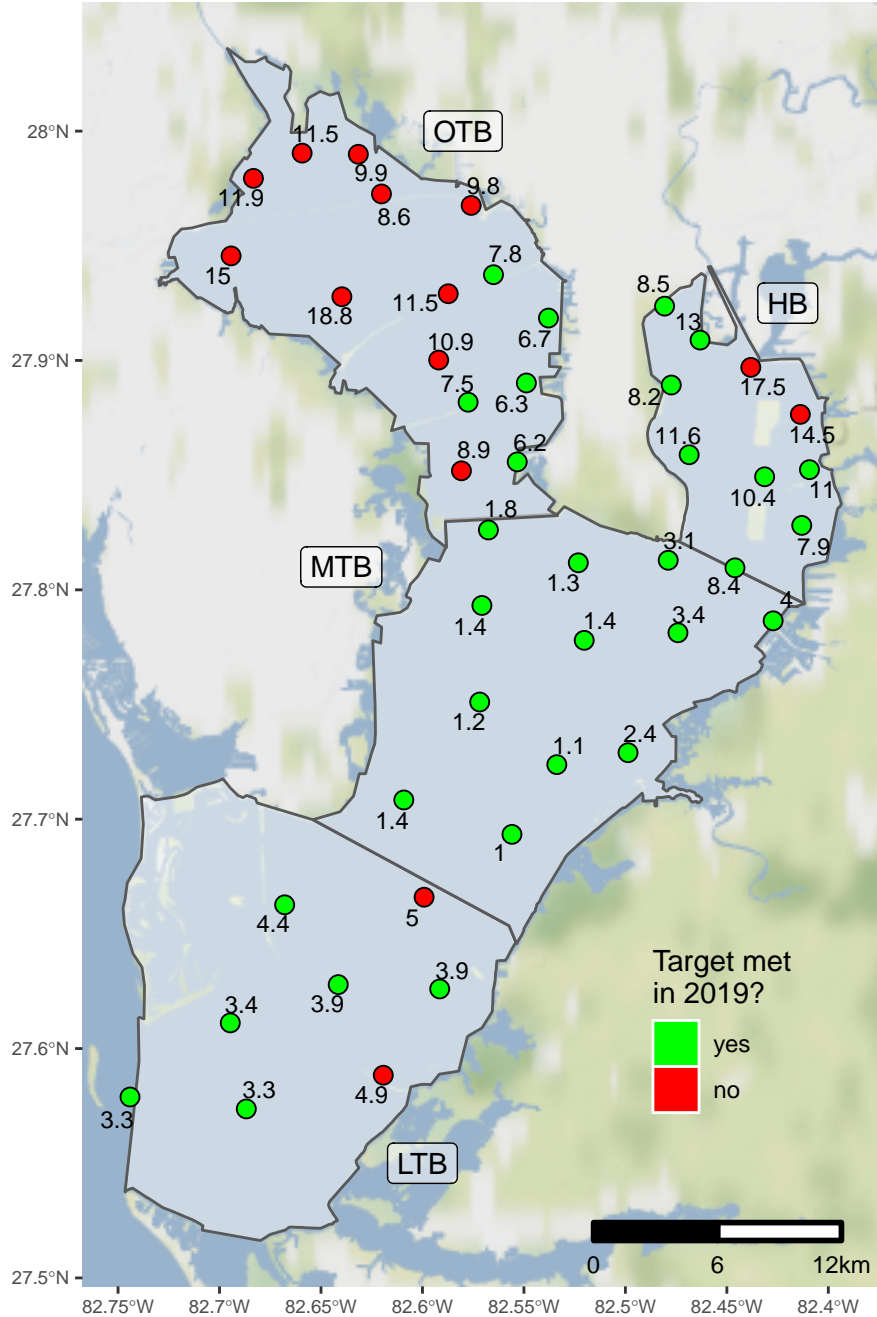 28°N
27.9°N
27.8°N
27.7°N
27.6°N
27.5°N
OTB
11.5
9.9
11.9
8.6
9.8
15
7.8
18.8
11.5
6.7
10.9
7.5
6.3
8.9
6.2
HB
8.5
13
17.5
8.2
14.5
11.6
10.4
11
7.9
8.4
MTB
1.8
1.3
3.1
4
1.4
1.4
3.4
1.2
1.1
2.4
1.4
1
5
4.4
3.9
3.9
3.4
4.9
3.3
3.3
LTB
Target met
in 2019?
yes
no
0 6 12km
82.75°W 82.7°W 82.65°W 82.6°W 82.55°W 82.5°W 82.45°W 82.4°W